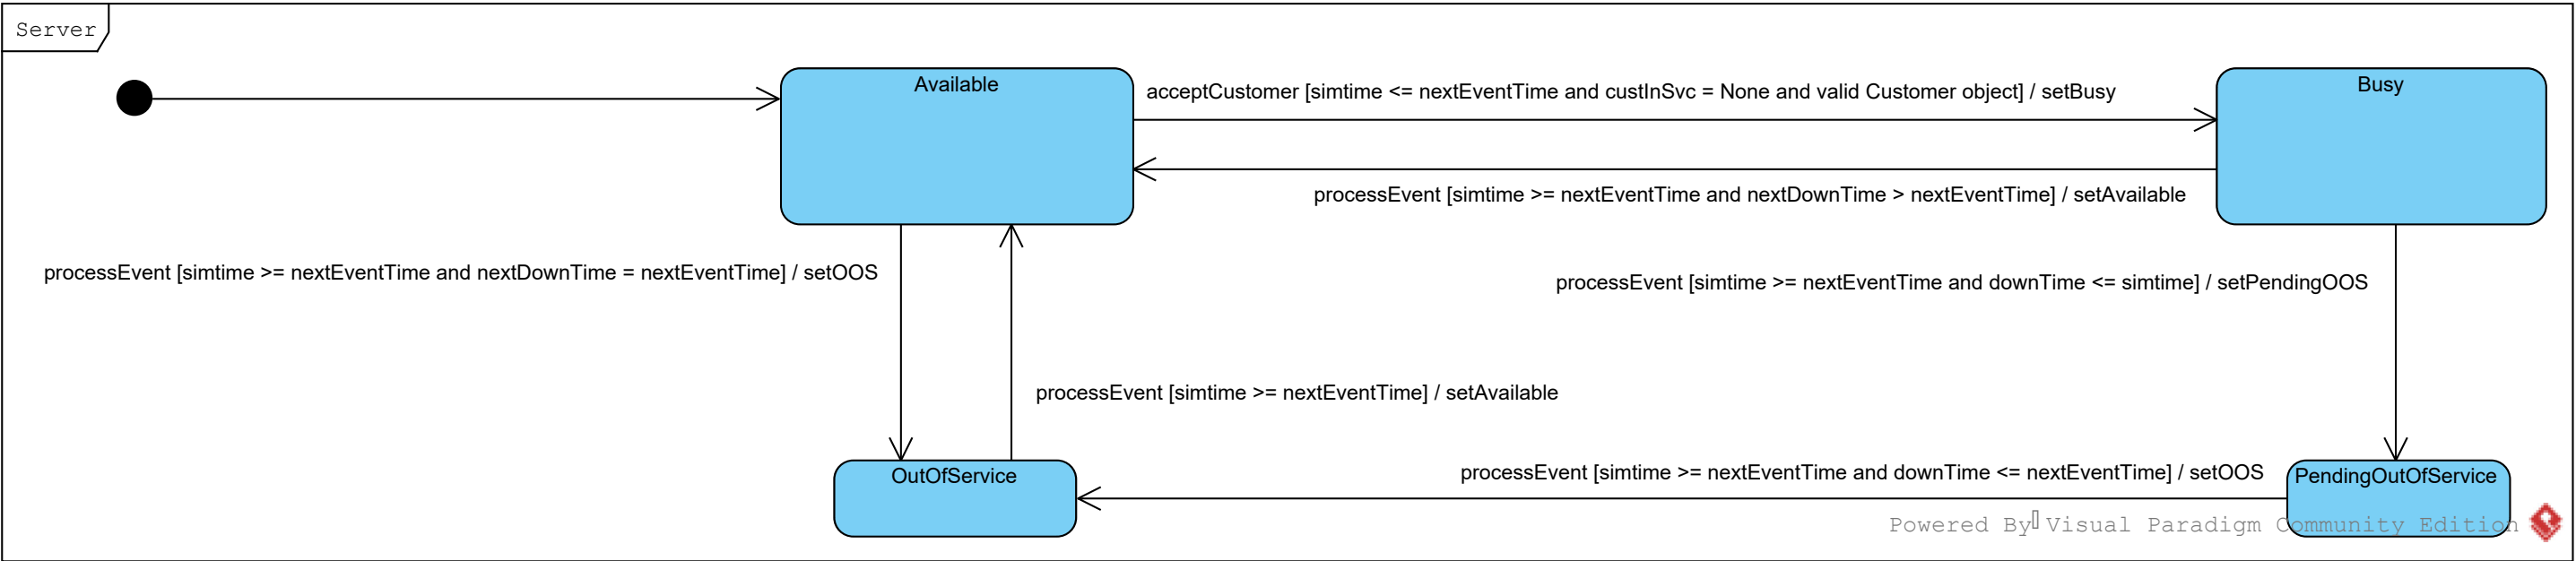 Server
Available
acceptCustomer [simtime <= nextEventTime and custInSvc = None and valid Customer object] / setBusy
Busy
processEvent [simtime >= nextEventTime and nextDownTime > nextEventTime] / setAvailable
processEvent [simtime >= nextEventTime and nextDownTime = nextEventTime] / setOOS
processEvent [simtime >= nextEventTime and downTime <= simtime] / setPendingOOS
processEvent [simtime >= nextEventTime] / setAvailable
OutOfService
processEvent [simtime >= nextEventTime and downTime <= nextEventTime] / setOOS
PendingOutOfService
Powered By Visual Paradigm Community Edition